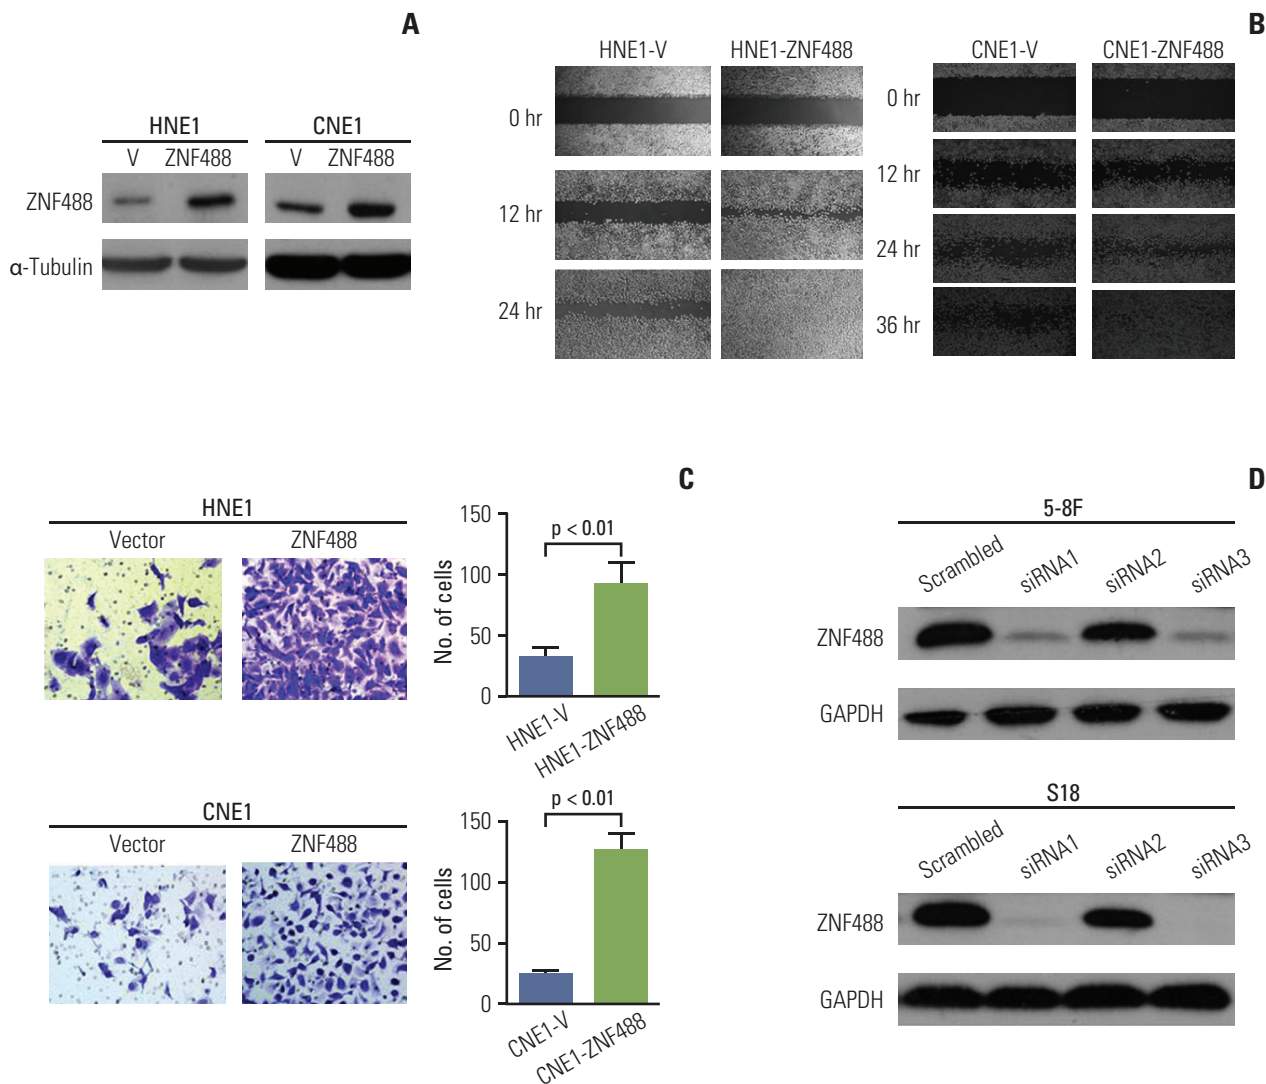 A
HNE1 CNE1
V ZNF488 V ZNF488
ZNF488
α-Tubulin
B
HNE1-V HNE1-ZNF488 CNE1-V CNE1-ZNF488
0 hr
12 hr
24 hr
0 hr
12 hr
24 hr
36 hr
C
HNE1
Vector ZNF488
No. of cells
150
100
50
0
p < 0.01
HNE1-V
HNE1-ZNF488
CNE1
Vector ZNF488
No. of cells
150
100
50
0
p < 0.01
CNE1-V
CNE1-ZNF488
D
5-8F
Scrambled siRNA1 siRNA2 siRNA3
ZNF488
GAPDH
S18
Scrambled siRNA1 siRNA2 siRNA3
ZNF488
GAPDH